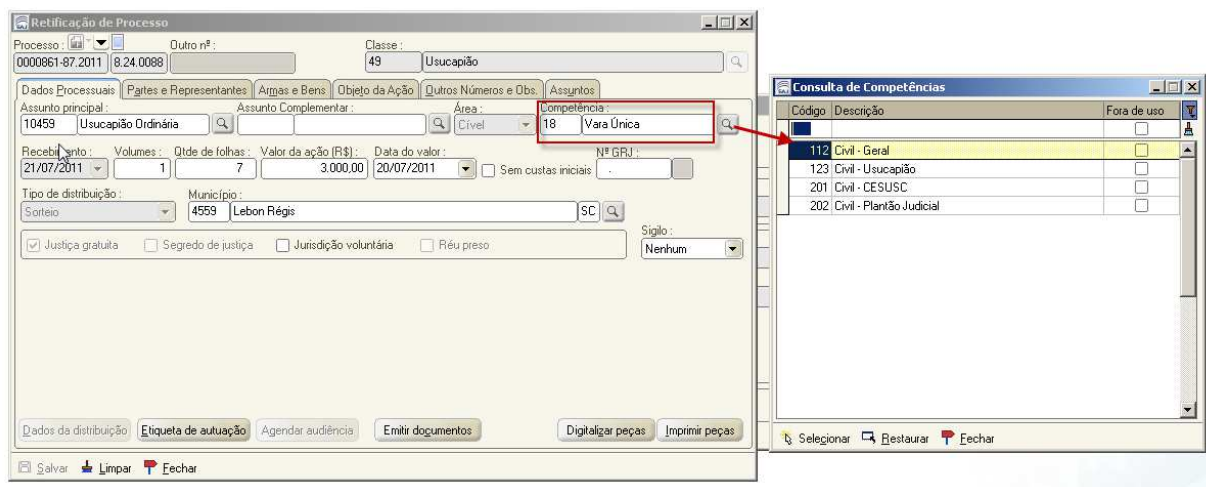 Retificação de Processo
Processo : Outro nº : Classe :
0000861-87.2011 8.24.0088 49 Usucapião
Dados Processuais Partes e Representantes Armas e Bens Objeto da Ação Outros Números e Obs. Assuntos
Assunto principal : Assunto Complementar : Área : Competência :
10459 Usucapião Ordinária Cível 18 Vara Única
Recebimento : Volumes : Qtde de folhas : Valor da ação (R$) : Data do valor : Nº GRJ :
21/07/2011 1 7 3.000,00 20/07/2011 Sem custas iniciais .
Tipo de distribuição : Município :
Sorteio 4559 Lebon Régis SC
Sigilo :
Justiça gratuita Segredo de justiça Jurisdição voluntária Réu preso Nenhum
Dados da distribuição Etiqueta de autuação Agendar audiência Emitir documentos Digitalizar peças Imprimir peças
Salvar Limpar Fechar
Consulta de Competências
Código Descrição Fora de uso
112 Civil - Geral
123 Civil - Usucapião
201 Civil - CESUSC
202 Civil - Plantão Judicial
Selecionar Restaurar Fechar